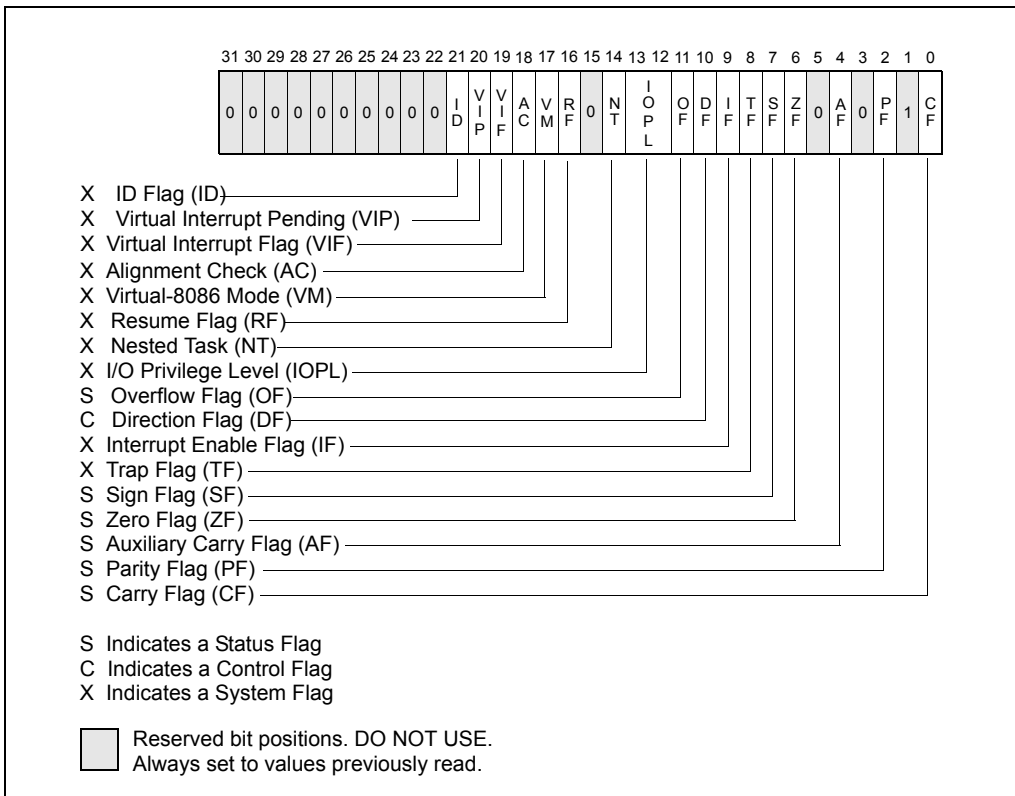 31 30 29 28 27 26 25 24 23 22 21 20 19 18 17 16 15 14 13 12 11 10 9 8 7 6 5 4 3 2 1 0
0 0 0 0 0 0 0 0 0 0 ID VIP VIF AC VM RF 0 NT IOPL OF DF IF TF SF ZF 0 AF 0 PF 1 CF
X ID Flag (ID)
X Virtual Interrupt Pending (VIP)
X Virtual Interrupt Flag (VIF)
X Alignment Check (AC)
X Virtual-8086 Mode (VM)
X Resume Flag (RF)
X Nested Task (NT)
X I/O Privilege Level (IOPL)
S Overflow Flag (OF)
C Direction Flag (DF)
X Interrupt Enable Flag (IF)
X Trap Flag (TF)
S Sign Flag (SF)
S Zero Flag (ZF)
S Auxiliary Carry Flag (AF)
S Parity Flag (PF)
S Carry Flag (CF)
S Indicates a Status Flag
C Indicates a Control Flag
X Indicates a System Flag
Reserved bit positions. DO NOT USE.
Always set to values previously read.